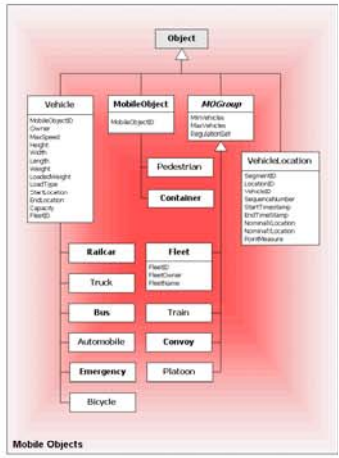 Object
Vehicle
MobileObjectID
Owner
MaxSpeed
Height
Width
Length
Weight
LoadedWeight
LoadType
StartLocation
EndLocation
Capacity
FleetID
MobileObject
MobileObjectID
MOGroup
MinVehicles
MaxVehicles
RegulationSet
VehicleLocation
SegmentID
LocationID
VehicleID
SequenceNumber
StartTimestamp
EndTimeStamp
NominalXLocation
NominalYLocation
PointMeasure
Pedestrian
Container
Railcar
Truck
Bus
Automobile
Emergency
Bicycle
Fleet
FleetID
FleetOwner
FleetName
Train
Convoy
Platoon
Mobile Objects